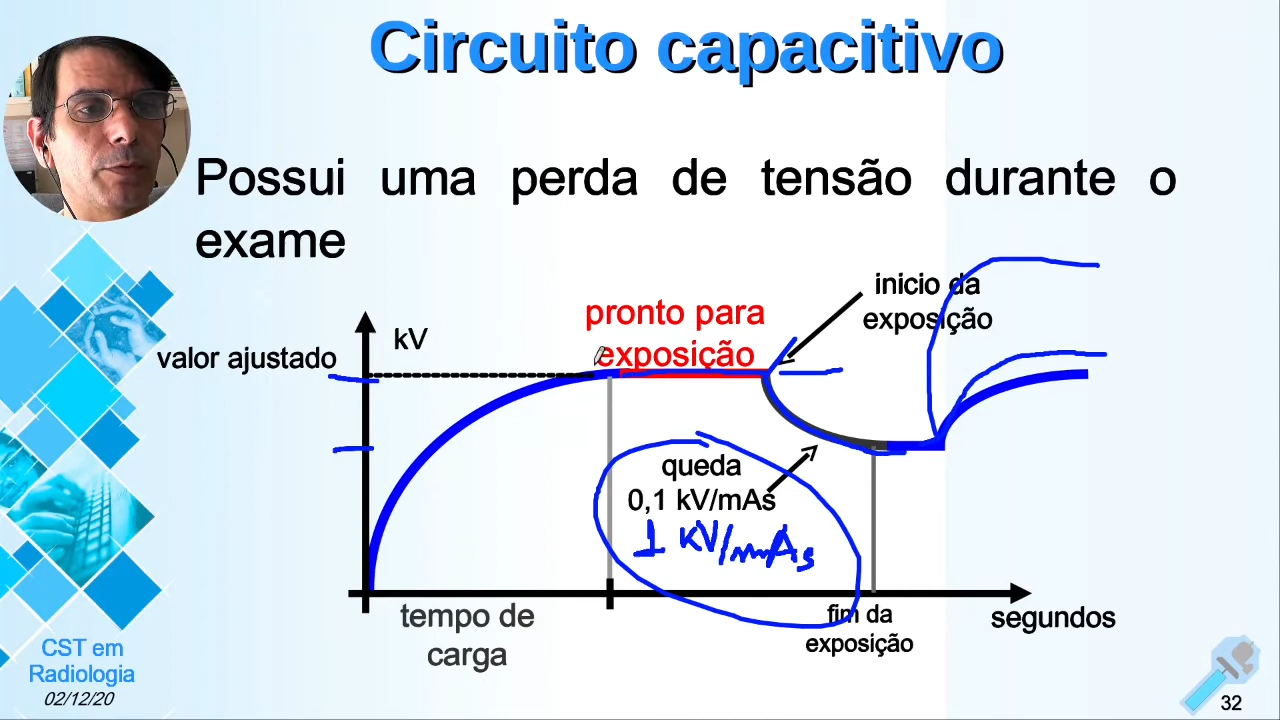 Circuito capacitivo
Possui uma perda de tensão durante o
exame
inicio da
exposição
pronto para
exposição
kV
valor ajustado
queda
0,1 kV/mAs
1 kV/mAs
tempo de
carga
fim da
exposição
segundos
CST em
Radiologia
02/12/20
32